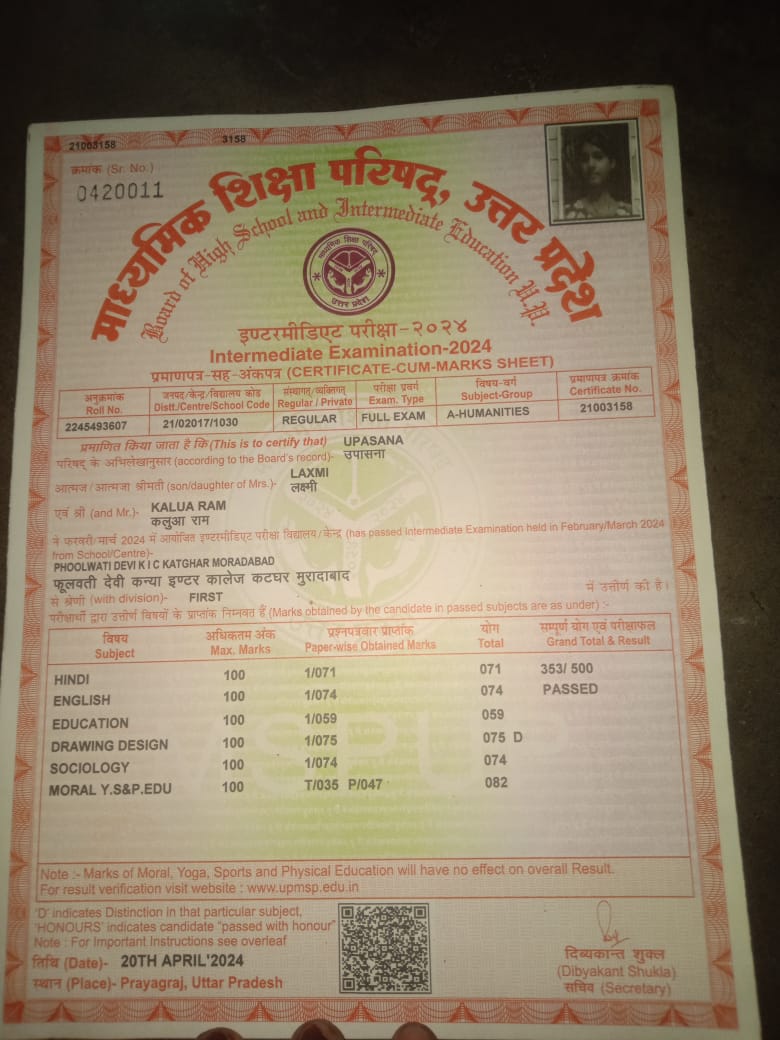 21003158 3158
क्रमांक (Sr. No.)
0420011
माध्यमिक शिक्षा परिषद्, उत्तर प्रदेश
Board of High School and Intermediate Education U.P.
माध्यमिक शिक्षा परिषद्
उत्तर प्रदेश
इण्टरमीडिएट परीक्षा-२०२४
Intermediate Examination-2024
प्रमाणपत्र-सह-अंकपत्र (CERTIFICATE-CUM-MARKS SHEET)
अनुक्रमांक जनपद/केन्द्र/विद्यालय कोड संस्थागत/व्यक्तिगत परीक्षा प्रवर्ग विषय-वर्ग प्रमाणपत्र क्रमांक
Roll No. Distt./Centre/School Code Regular / Private Exam. Type Subject-Group Certificate No.
2245493607 21/02017/1030 REGULAR FULL EXAM A-HUMANITIES 21003158
प्रमाणित किया जाता है कि (This is to certify that) UPASANA
परिषद् के अभिलेखानुसार (according to the Board's record)- उपासना
LAXMI
आत्मज / आत्मजा श्रीमती (son/daughter of Mrs.)- लक्ष्मी
एवं श्री (and Mr.)- KALUA RAM
कलुआ राम
ने फरवरी/मार्च 2024 में आयोजित इण्टरमीडिएट परीक्षा विद्यालय/केन्द्र (has passed Intermediate Examination held in February/March 2024
from School/Centre)-
PHOOLWATI DEVI K I C KATGHAR MORADABAD
फूलवती देवी कन्या इण्टर कालेज कटघर मुरादाबाद में उत्तीर्ण की है।
से श्रेणी (with division)- FIRST
परीक्षार्थी द्वारा उत्तीर्ण विषयों के प्राप्तांक निम्नवत हैं (Marks obtained by the candidate in passed subjects are as under) :-
विषय अधिकतम अंक प्रश्नपत्रवार प्राप्तांक योग सम्पूर्ण योग एवं परीक्षाफल
Subject Max. Marks Paper-wise Obtained Marks Total Grand Total & Result
HINDI 100 1/071 071 353/ 500
ENGLISH 100 1/074 074 PASSED
EDUCATION 100 1/059 059
DRAWING DESIGN 100 1/075 075 D
SOCIOLOGY 100 1/074 074
MORAL Y.S&P.EDU 100 T/035 P/047 082
Note :- Marks of Moral, Yoga, Sports and Physical Education will have no effect on overall Result.
For result verification visit website : www.upmsp.edu.in
'D' indicates Distinction in that particular subject,
'HONOURS' indicates candidate "passed with honour"
Note : For Important Instructions see overleaf
तिथि (Date)- 20TH APRIL'2024
स्थान (Place)- Prayagraj, Uttar Pradesh
दिब्यकान्त शुक्ल
(Dibyakant Shukla)
सचिव (Secretary)